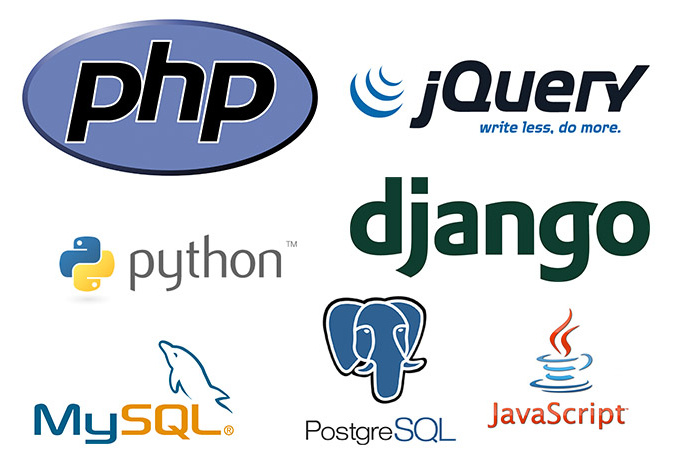 php
jQuery
write less, do more.
python™
django
MySQL®
PostgreSQL
JavaScript™